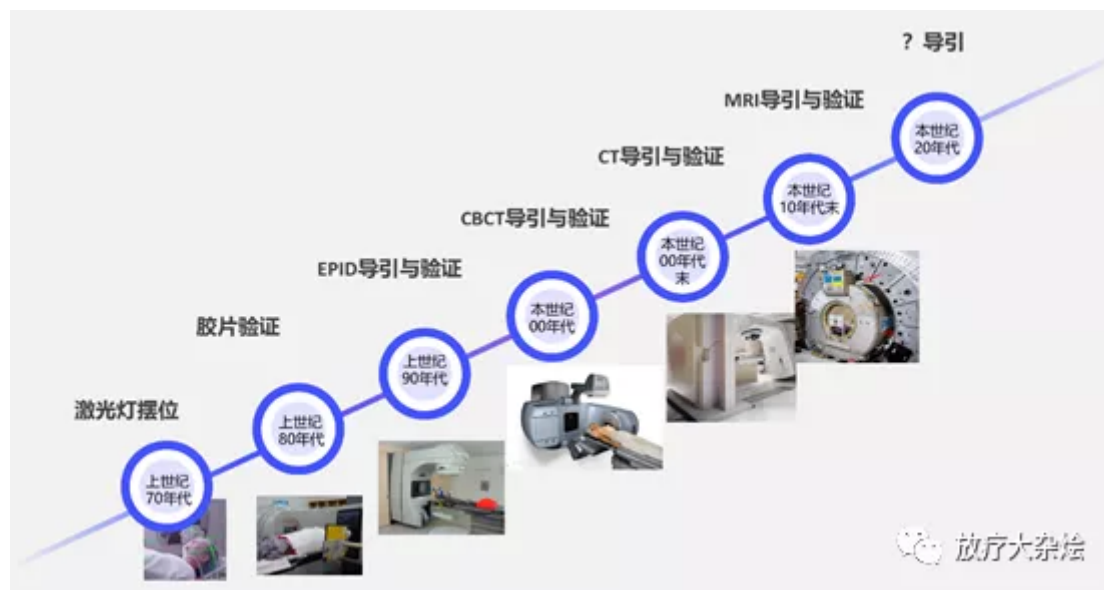 ? 导引
MRI导引与验证
本世纪
20年代
CT导引与验证
本世纪
10年代末
CBCT导引与验证
本世纪
00年代
末
EPID导引与验证
本世纪
00年代
胶片验证
上世纪
90年代
激光灯摆位
上世纪
80年代
上世纪
70年代
放疗大杂烩